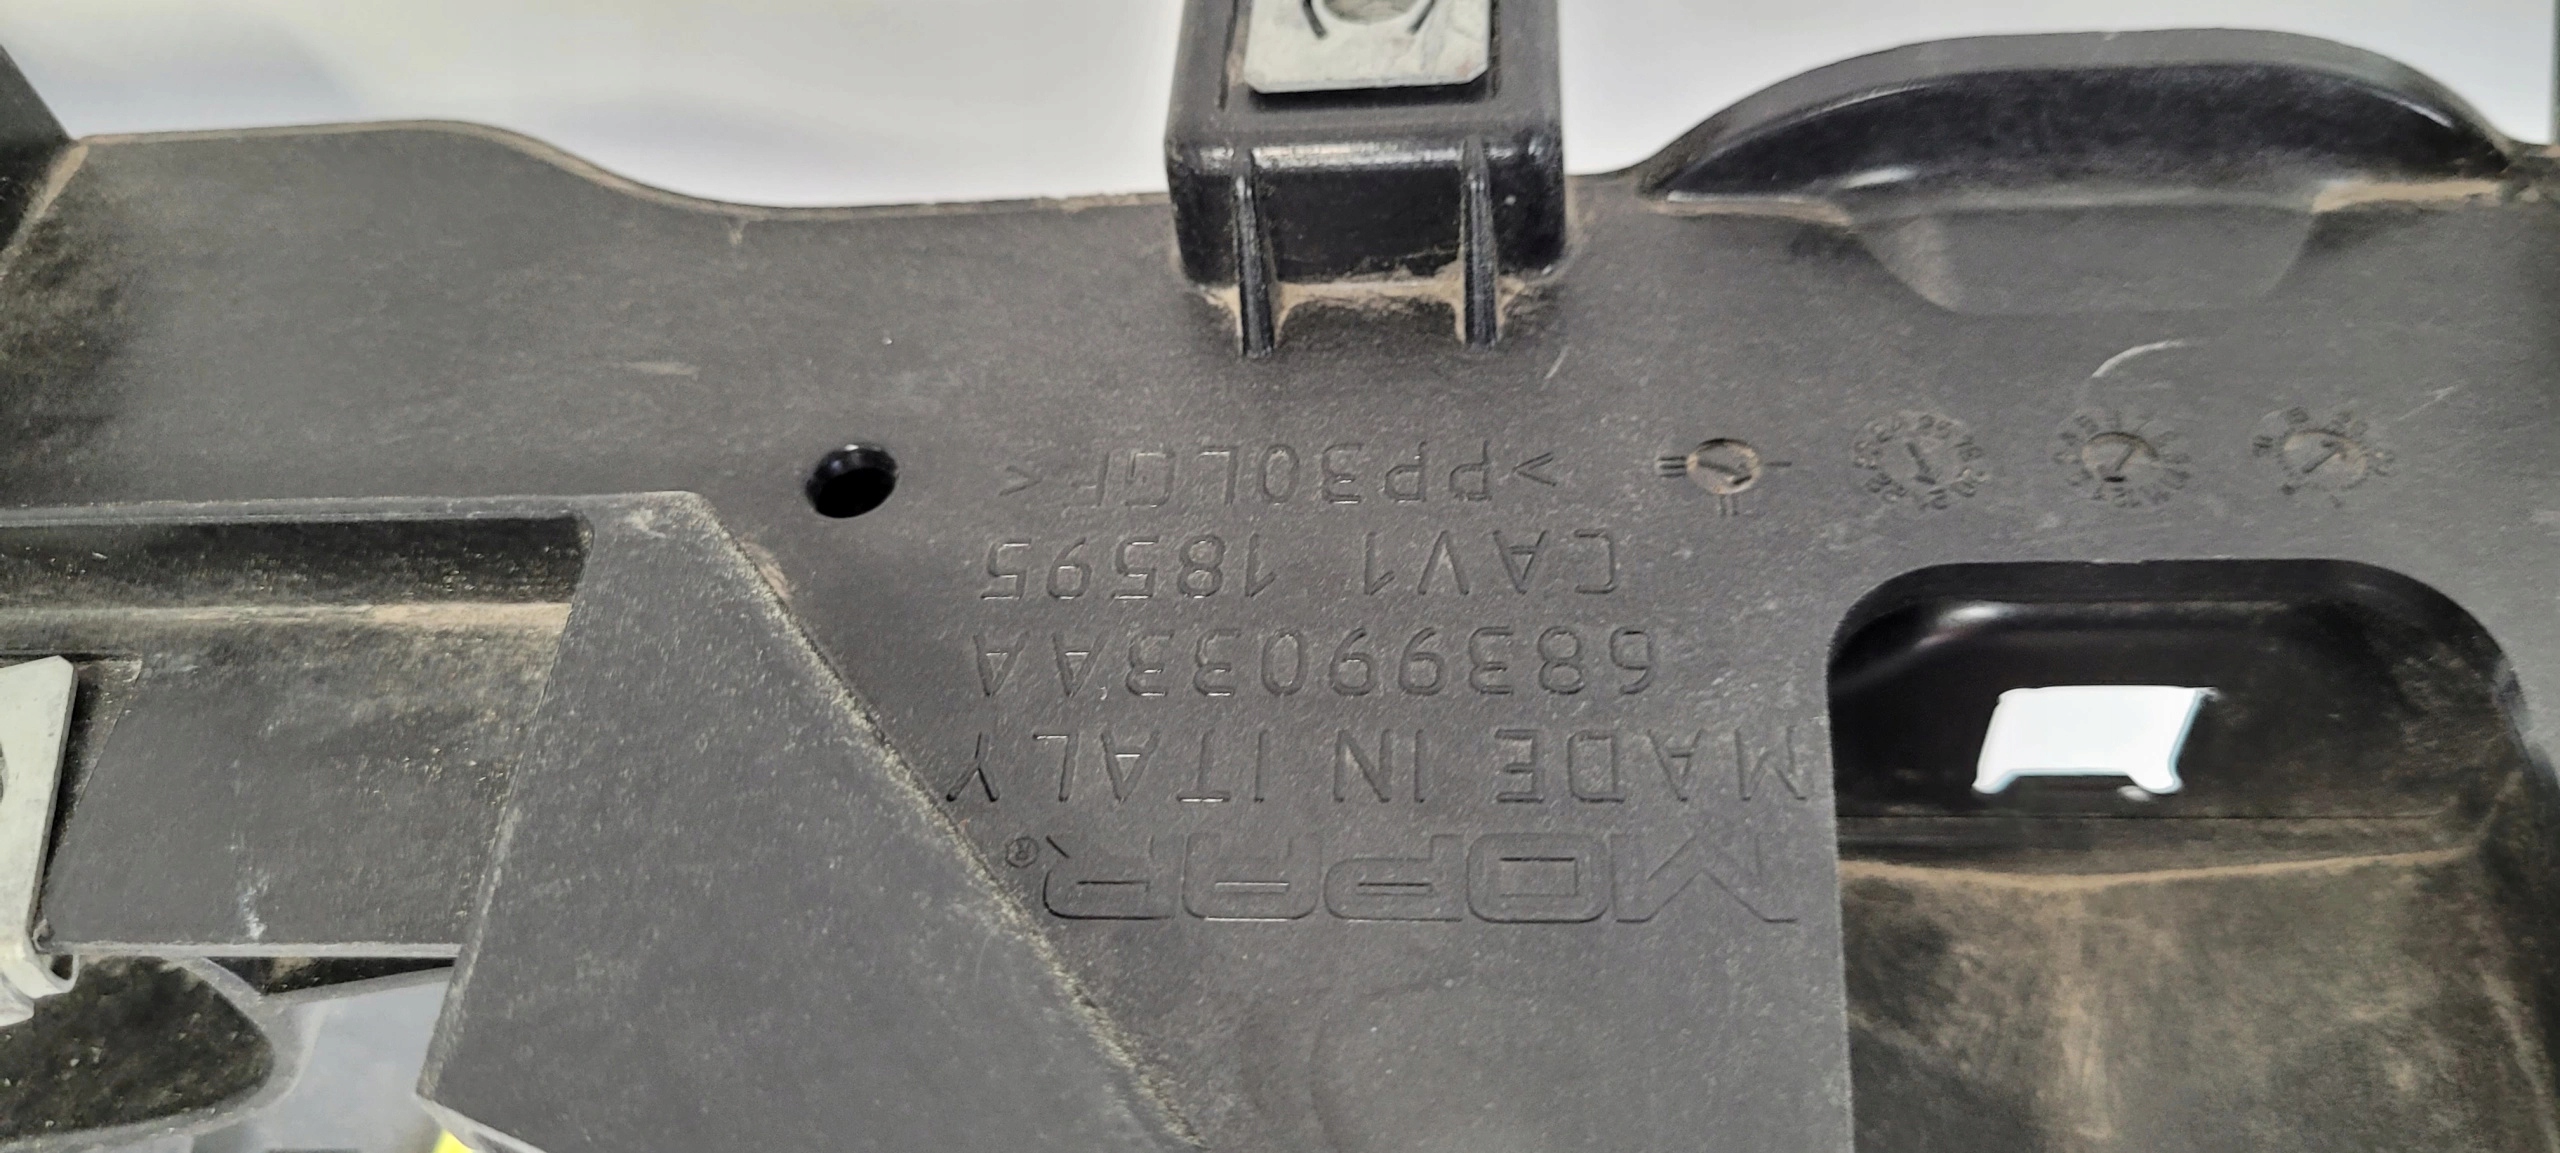 MOPAR®
MADE IN ITALY
68399033AA
CAV1 18595
>PP30LGF<